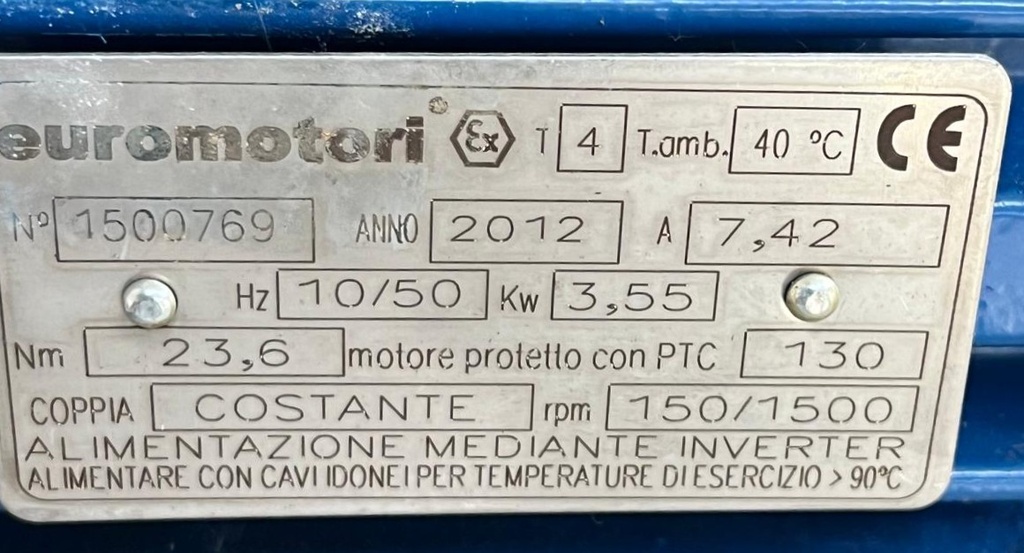 euromotori® Ex T 4 T.amb. 40 °C CE
Nº 1500769 ANNO 2012 A 7,42
Hz 10/50 Kw 3,55
Nm 23,6 motore protetto con PTC 130
COPPIA COSTANTE rpm 150/1500
ALIMENTAZIONE MEDIANTE INVERTER
ALIMENTARE CON CAVI IDONEI PER TEMPERATURE DI ESERCIZIO > 90°C